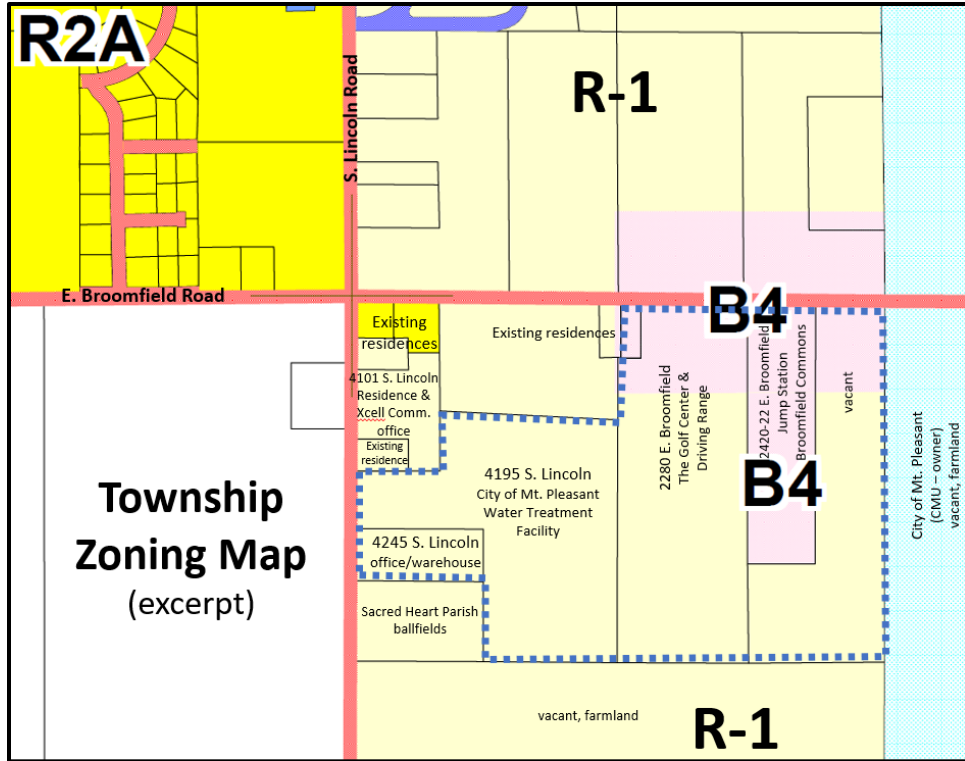 R2A
S. Lincoln Road
R-1
E. Broomfield Road
B4
Existing
residences
Existing residences
4101 S. Lincoln
Residence &
Xcell Comm.
office
Existing
residence
2280 E. Broomfield
The Golf Center &
Driving Range
2420-22 E. Broomfield
Jump Station
Broomfield Commons
vacant
City of Mt. Pleasant
(CMU – owner)
vacant, farmland
4195 S. Lincoln
City of Mt. Pleasant
Water Treatment
Facility
B4
Township
Zoning Map
(excerpt)
4245 S. Lincoln
office/warehouse
Sacred Heart Parish
ballfields
vacant, farmland
R-1